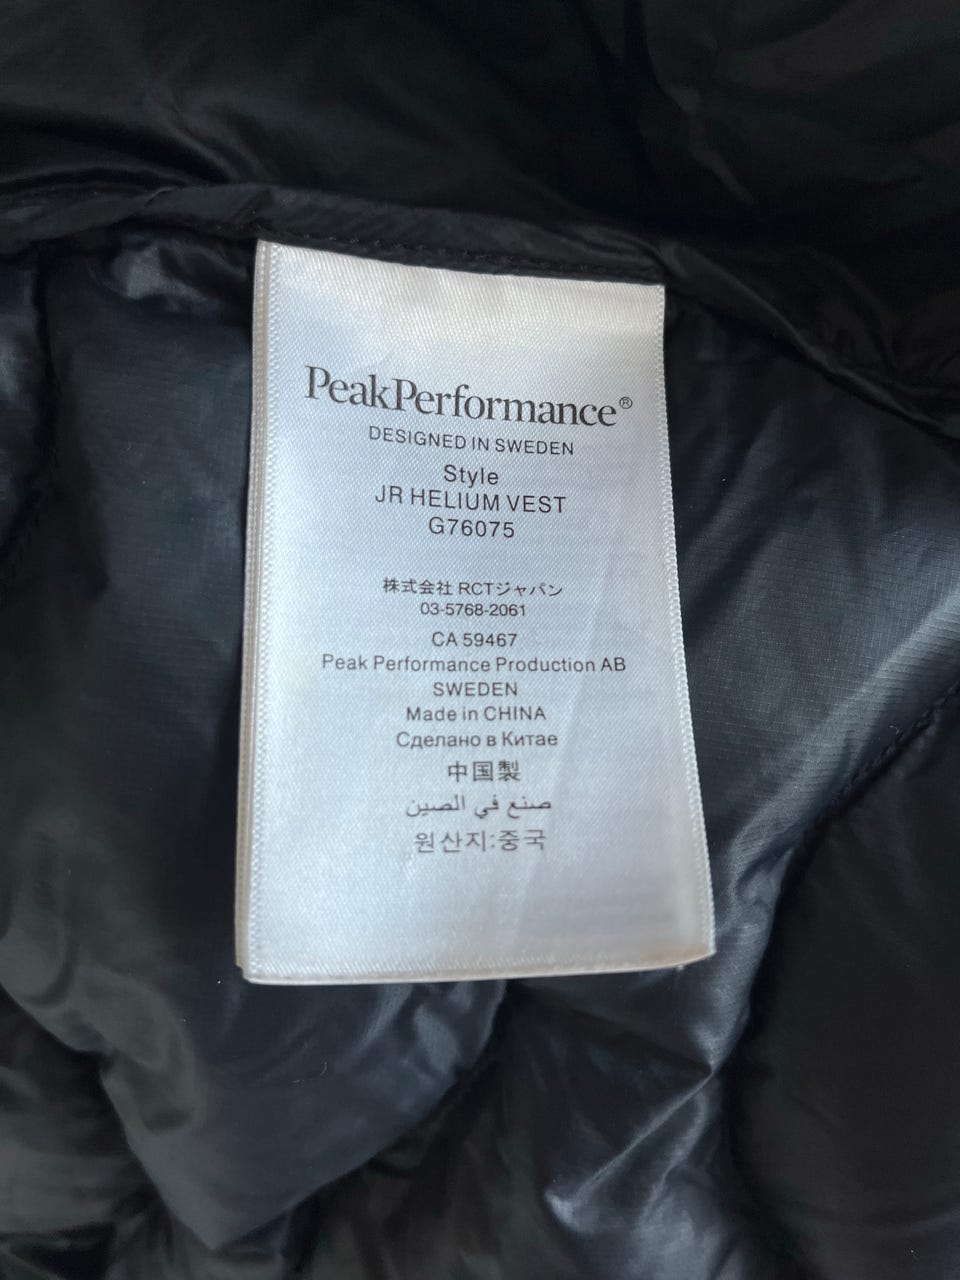 PeakPerformance®
DESIGNED IN SWEDEN
Style
JR HELIUM VEST
G76075
株式会社 RCTジャパン
03-5768-2061
CA 59467
Peak Performance Production AB
SWEDEN
Made in CHINA
Сделано в Китае
中国製
صنع في الصين
원산지:중국